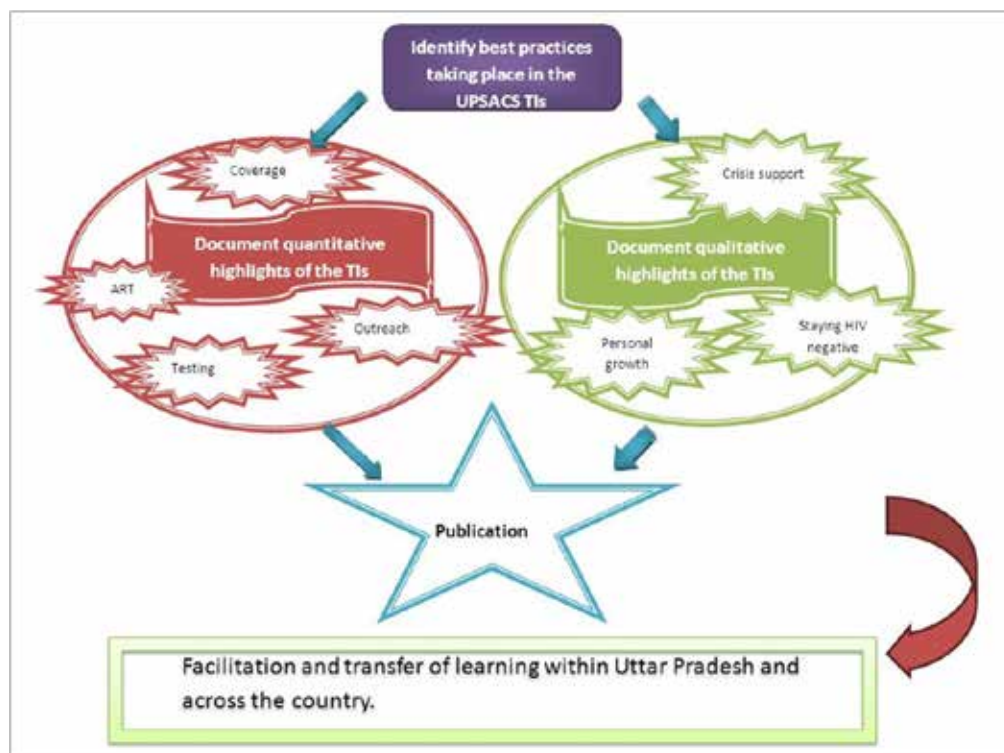 Identify best practices
taking place in the
UPSACS TIs
Coverage
Document quantitative
highlights of the TIs
ART
Outreach
Testing
Crisis support
Document qualitative
highlights of the TIs
Personal
growth
Staying HIV
negative
Publication
Facilitation and transfer of learning within Uttar Pradesh and
across the country.